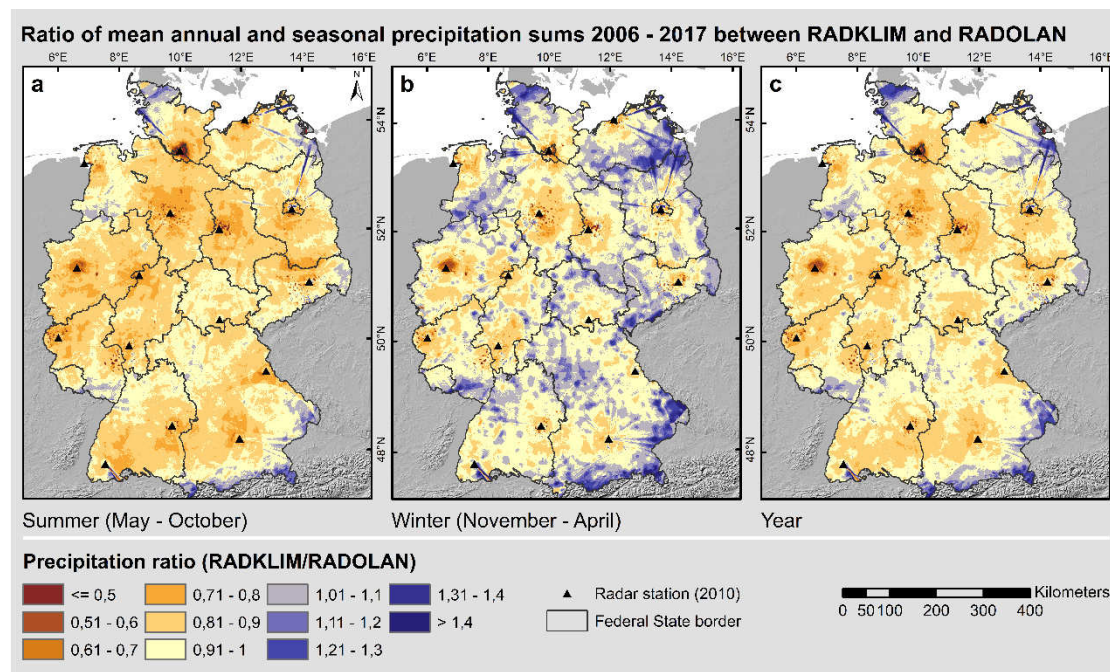 Ratio of mean annual and seasonal precipitation sums 2006 - 2017 between RADKLIM and RADOLAN
6°E 8°E 10°E 12°E 14°E 16°E 6°E 8°E 10°E 12°E 14°E 16°E 6°E 8°E 10°E 12°E 14°E 16°E
a N b c
54°N 54°N
52°N 52°N
50°N 50°N
48°N 48°N
Summer (May - October) Winter (November - April) Year
Precipitation ratio (RADKLIM/RADOLAN)
<= 0,5 0,71 - 0,8 1,01 - 1,1 1,31 - 1,4 Radar station (2010) Kilometers
0,51 - 0,6 0,81 - 0,9 1,11 - 1,2 > 1,4 Federal State border 0 50 100 200 300 400
0,61 - 0,7 0,91 - 1 1,21 - 1,3